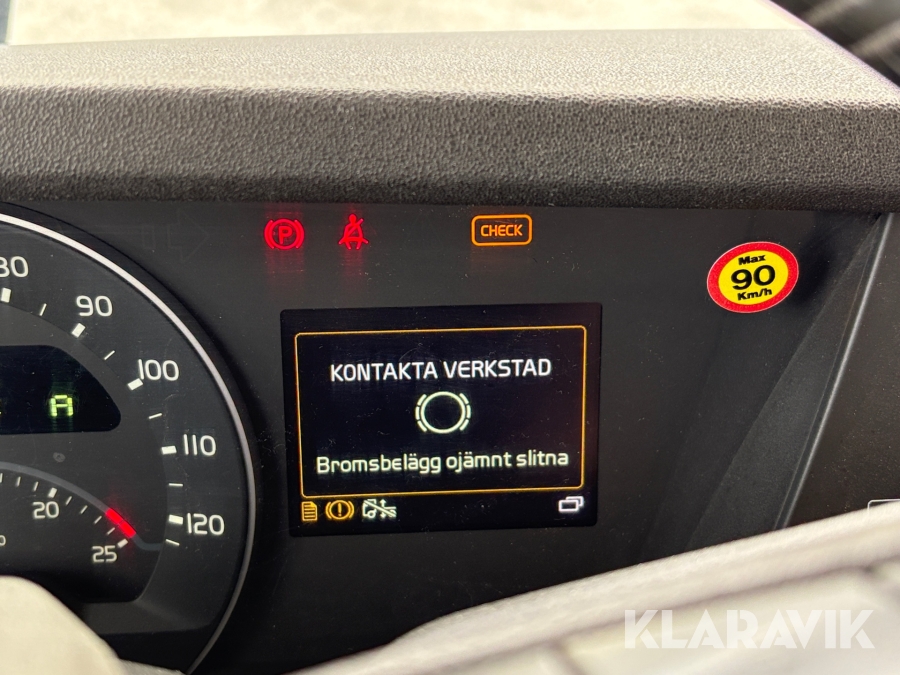 P
CHECK
Max
90
Km/h
80
90
100
110
120
A
20
25
KONTAKTA VERKSTAD
Bromsbelägg ojämnt slitna
KLARAVIK